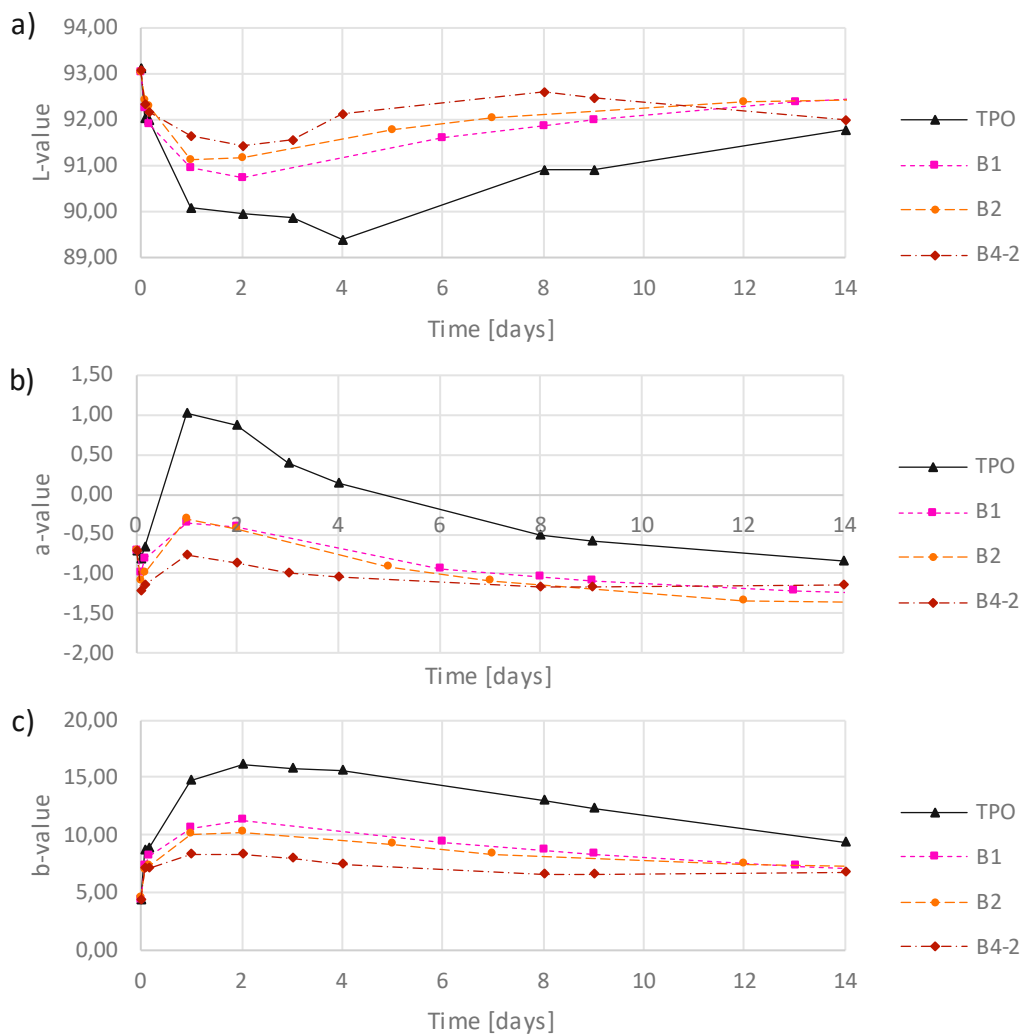 a)
L-value
94,00
93,00
92,00
91,00
90,00
89,00
0 2 4 6 8 10 12 14
Time [days]
TPO
B1
B2
B4-2
b)
a-value
1,50
1,00
0,50
0,00
-0,50
-1,00
-1,50
-2,00
0 2 4 6 8 10 12 14
Time [days]
TPO
B1
B2
B4-2
c)
b-value
20,00
15,00
10,00
5,00
0,00
0 2 4 6 8 10 12 14
Time [days]
TPO
B1
B2
B4-2